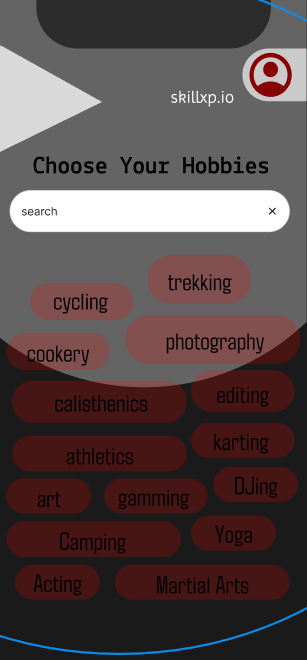 skillxp.io
Choose Your Hobbies
search ×
trekking
cycling
photography
cookery
editing
calisthenics
karting
athletics
DJing
art gamming
Yoga
Camping
Acting Martial Arts